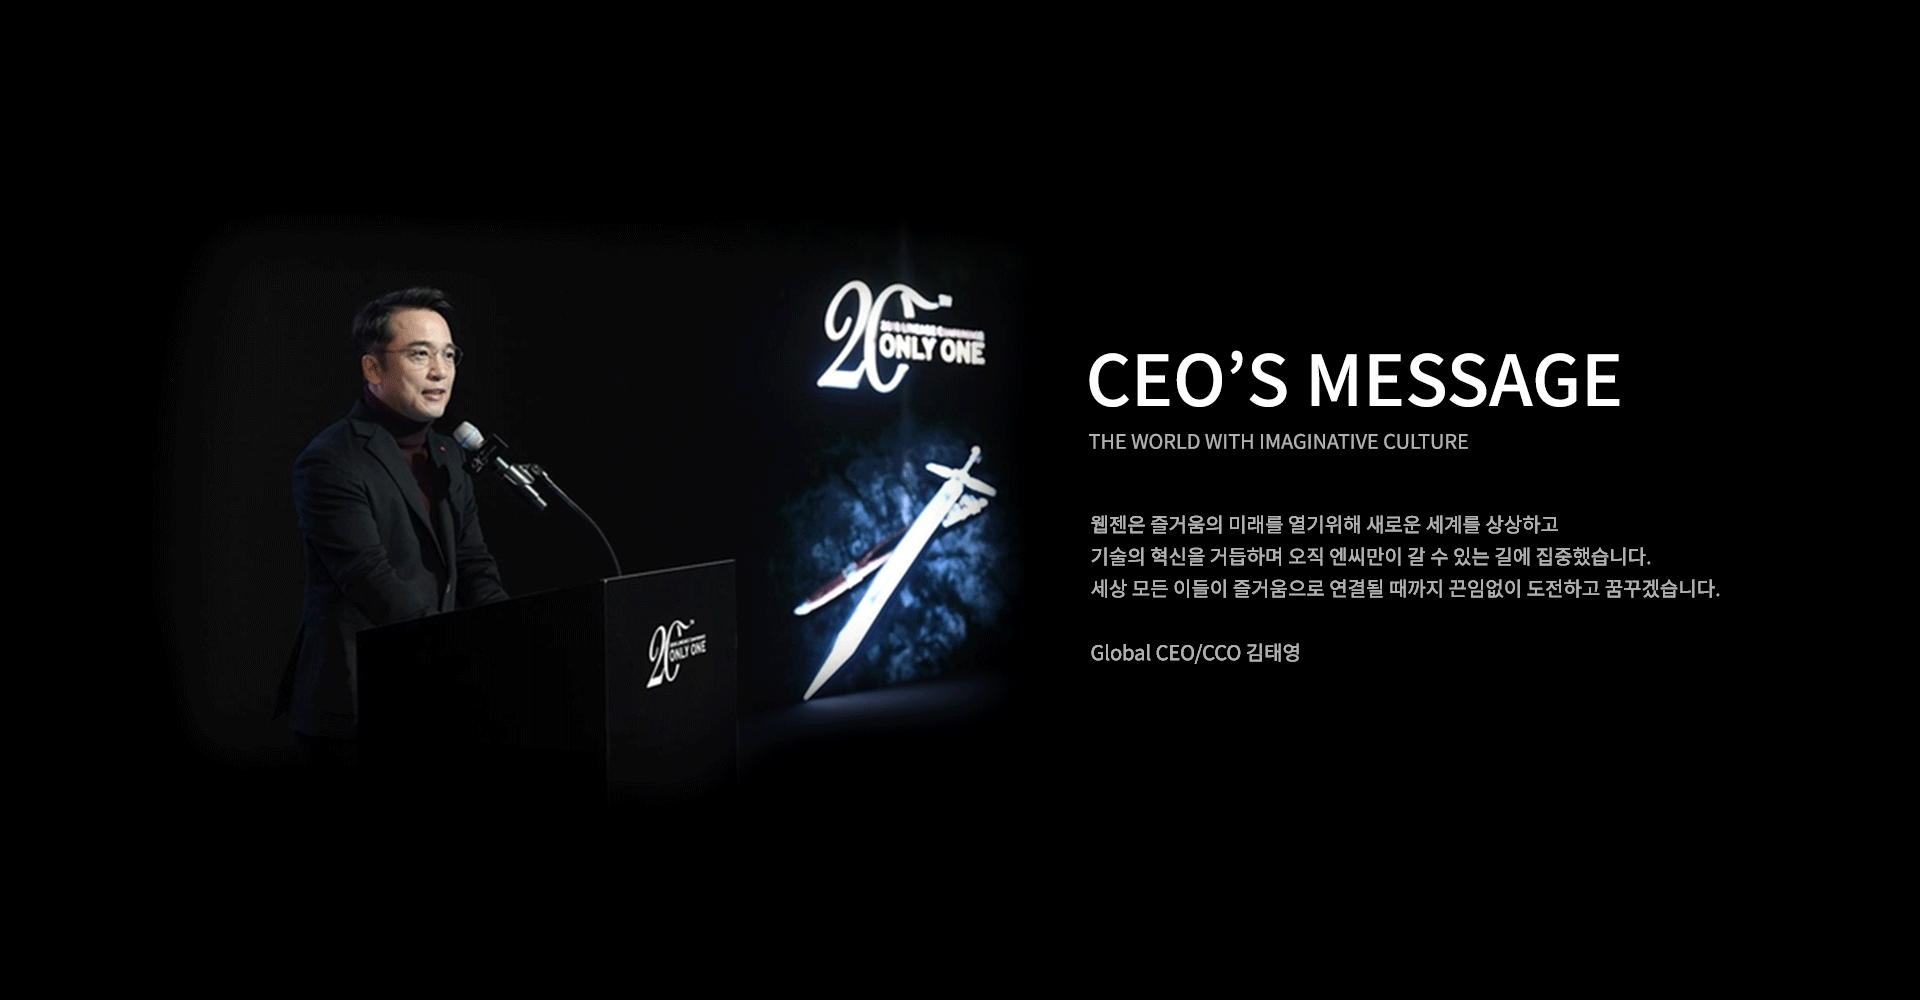 20TH
2018 LINEAGE CONFERENCE
ONLY ONE
20
ONLY ONE
CEO’S MESSAGE
THE WORLD WITH IMAGINATIVE CULTURE
웹젠은 즐거움의 미래를 열기위해 새로운 세계를 상상하고
기술의 혁신을 거듭하며 오직 엔씨만이 갈 수 있는 길에 집중했습니다.
세상 모든 이들이 즐거움으로 연결될 때까지 끈임없이 도전하고 꿈꾸겠습니다.
Global CEO/CCO 김태영